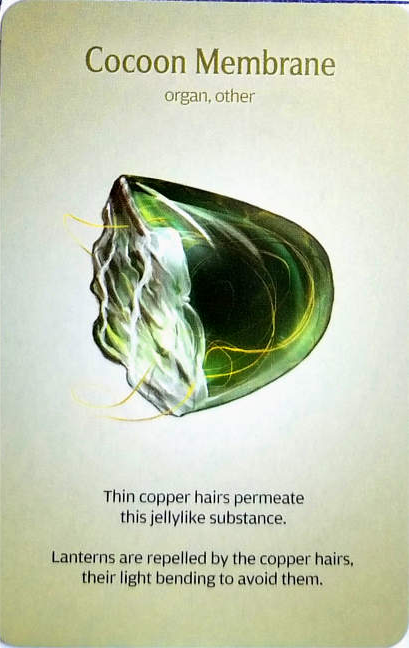 Cocoon Membrane
organ, other
Thin copper hairs permeate
this jellylike substance.
Lanterns are repelled by the copper hairs,
their light bending to avoid them.